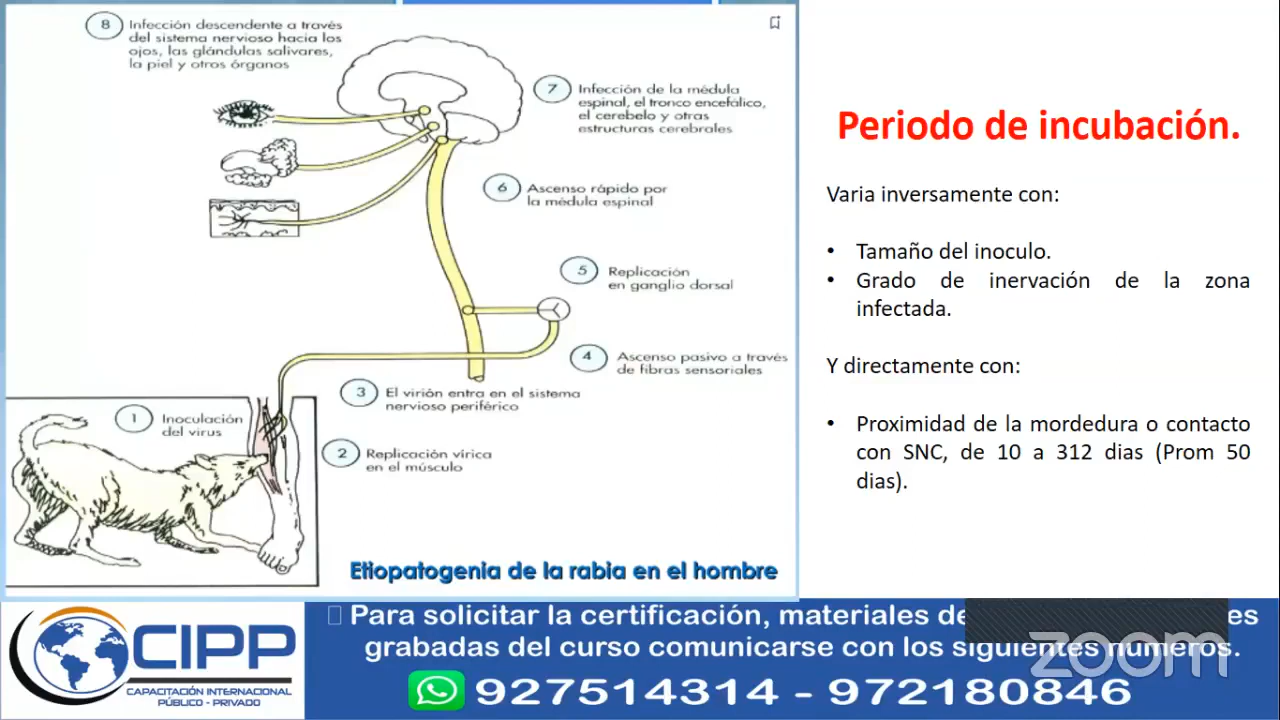 8 Infección descendente a través
del sistema nervioso hacia los
ojos, las glándulas salivares,
la piel y otros órganos
7 Infección de la médula
espinal, el tronco encefálico,
el cerebelo y otras
estructuras cerebrales
6 Ascenso rápido por
la médula espinal
5 Replicación
en ganglio dorsal
4 Ascenso pasivo a través
de fibras sensoriales
3 El virión entra en el sistema
nervioso periférico
1 Inoculación
del virus
2 Replicación vírica
en el músculo
Etiopatogenia de la rabia en el hombre
Periodo de incubación.
Varia inversamente con:
• Tamaño del inoculo.
• Grado de inervación de la zona
infectada.
Y directamente con:
• Proximidad de la mordedura o contacto
con SNC, de 10 a 312 dias (Prom 50
dias).
CIPP
CAPACITACIÓN INTERNACIONAL
PÚBLICO - PRIVADO
Para solicitar la certificación, materiales de es
grabadas del curso comunicarse con los siguientes números.
927514314 - 972180846
zoom